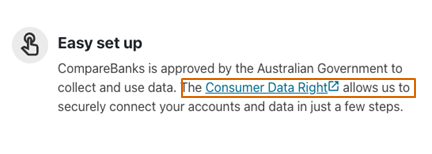 Easy set up
CompareBanks is approved by the Australian Government to
collect and use data. The Consumer Data Right allows us to
securely connect your accounts and data in just a few steps.